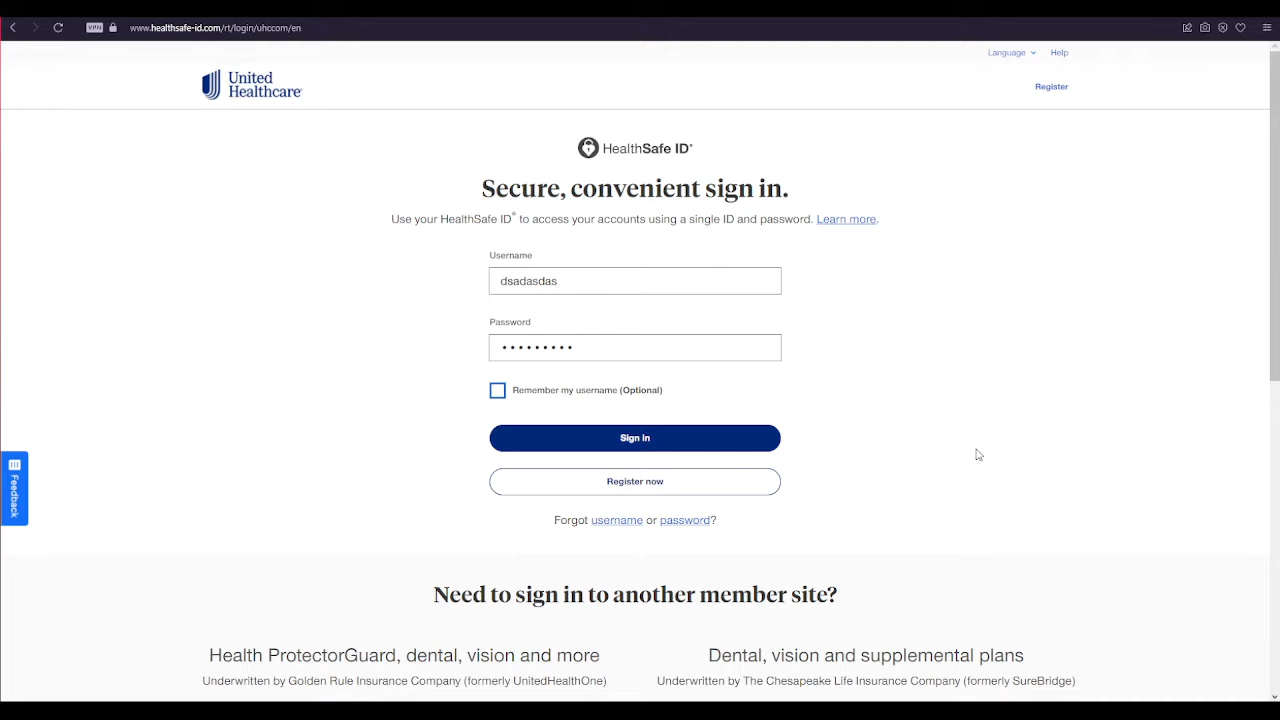 VPN www.healthsafe-id.com/rt/login/uhccom/en
Language Help
United
Healthcare®
Register
HealthSafe ID®
Secure, convenient sign in.
Use your HealthSafe ID® to access your accounts using a single ID and password. Learn more.
Username
dsadasdas
Password
•••••••••
Remember my username (Optional)
Sign in
Register now
Feedback
Forgot username or password?
Need to sign in to another member site?
Health ProtectorGuard, dental, vision and more
Underwritten by Golden Rule Insurance Company (formerly UnitedHealthOne)
Dental, vision and supplemental plans
Underwritten by The Chesapeake Life Insurance Company (formerly SureBridge)